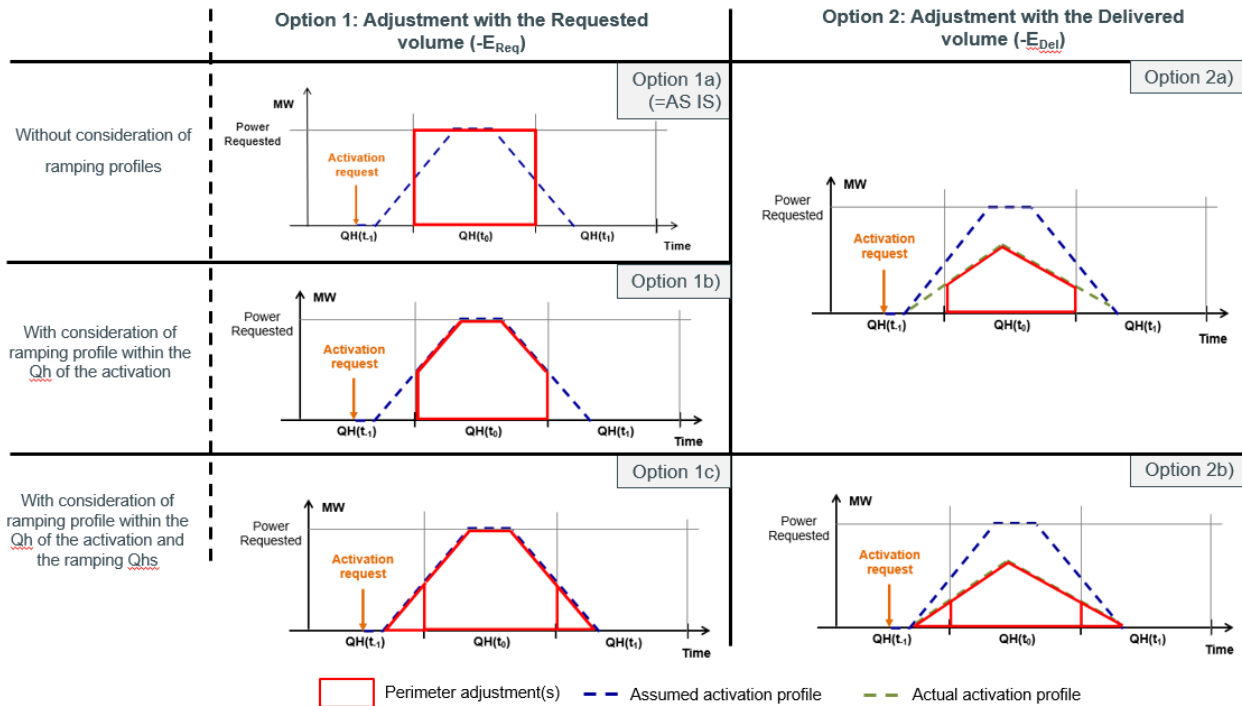 Option 1: Adjustment with the Requested
volume (-E_Req)
Option 2: Adjustment with the Delivered
volume (-E_Del)
Without consideration of
ramping profiles
Option 1a)
(=AS IS)
MW
Power
Requested
Activation
request
QH(t-1)
QH(t0)
QH(t1)
Time
Option 2a)
MW
Power
Requested
Activation
request
QH(t-1)
QH(t0)
QH(t1)
Time
With consideration of
ramping profile within the
Qh of the activation
Option 1b)
MW
Power
Requested
Activation
request
QH(t-1)
QH(t0)
QH(t1)
Time
With consideration of
ramping profile within the
Qh of the activation and
the ramping Qhs
Option 1c)
MW
Power
Requested
Activation
request
QH(t-1)
QH(t0)
QH(t1)
Time
Option 2b)
MW
Power
Requested
Activation
request
QH(t-1)
QH(t0)
QH(t1)
Time
Perimeter adjustment(s)
Assumed activation profile
Actual activation profile